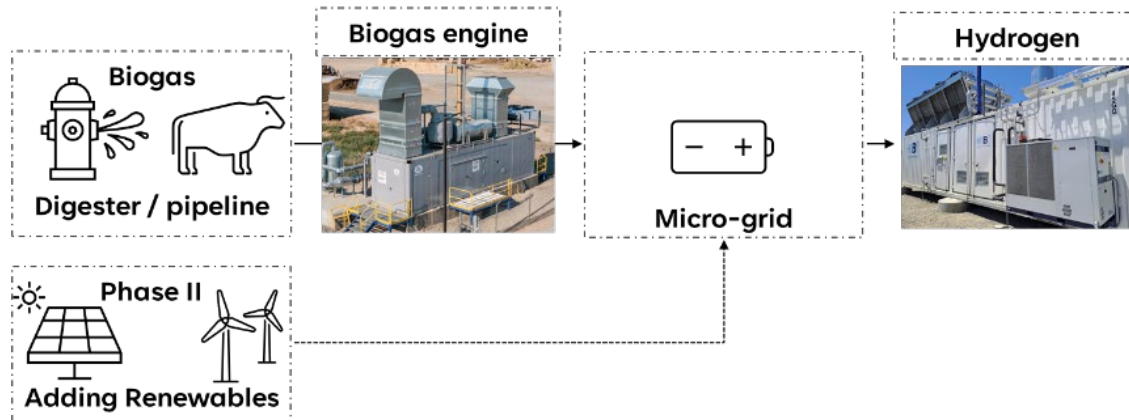 Biogas
Digester / pipeline
Biogas engine
− +
Micro-grid
Hydrogen
Phase II
Adding Renewables